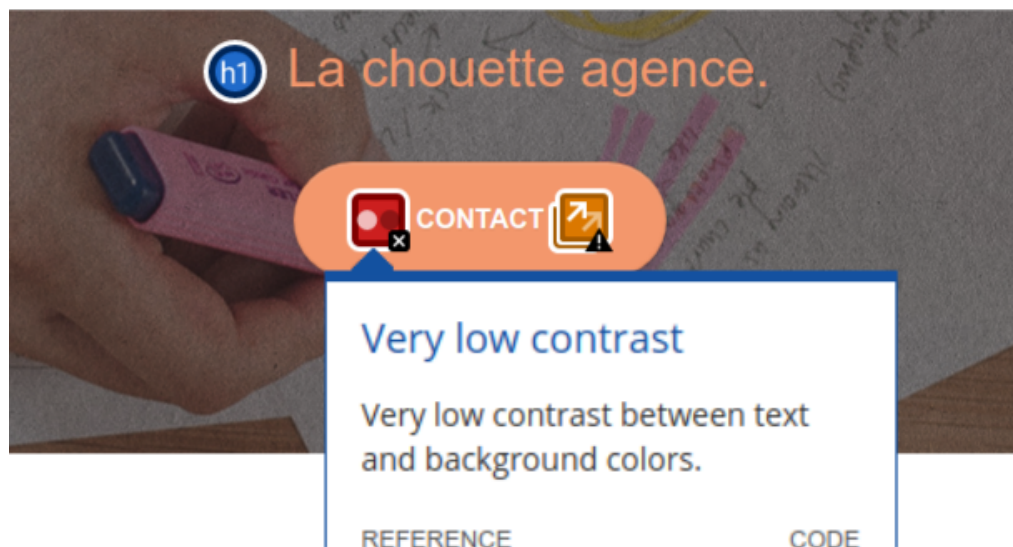 h1 La chouette agence.
CONTACT
Very low contrast
Very low contrast between text
and background colors.
REFERENCE CODE